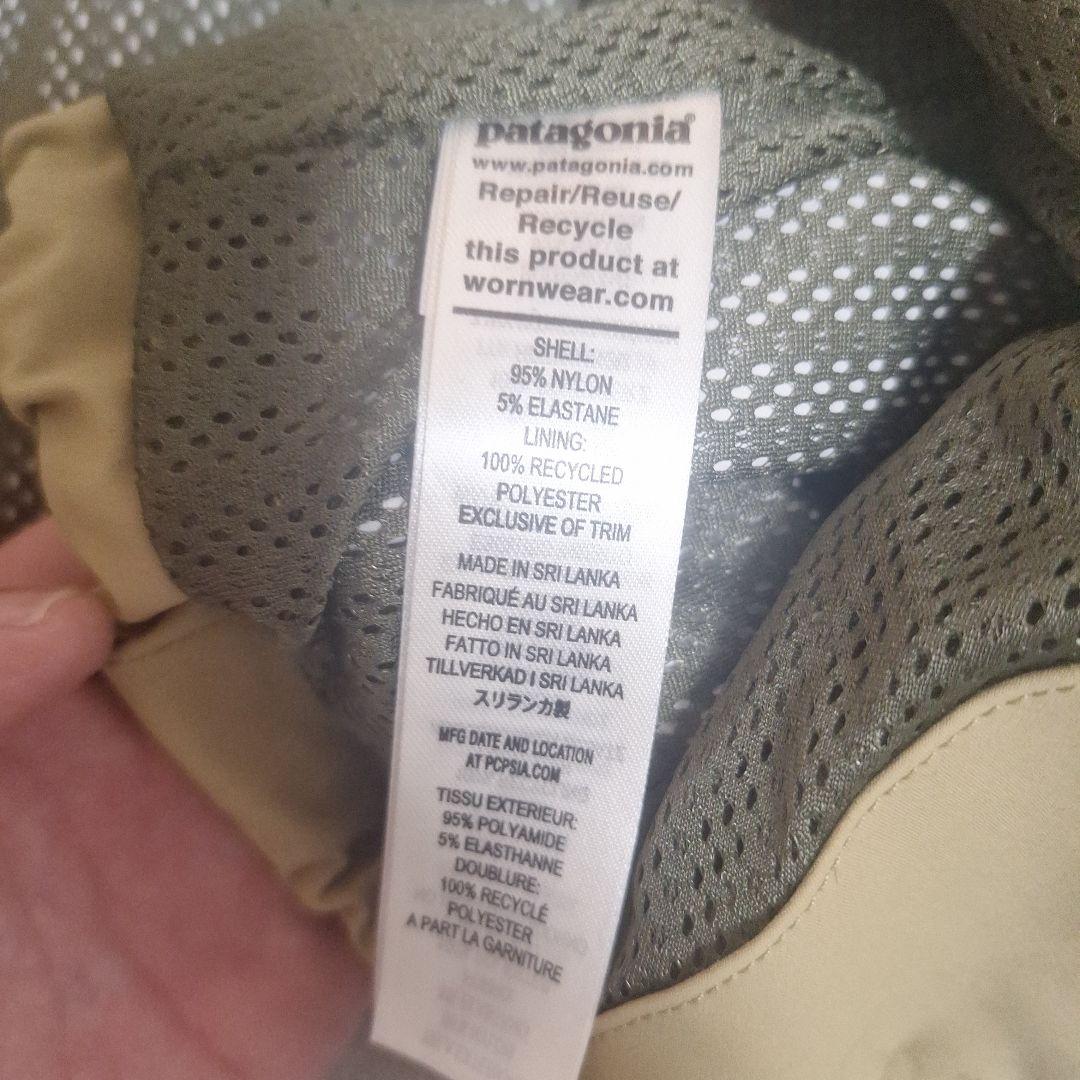 patagonia®
www.patagonia.com
Repair/Reuse/
Recycle
this product at
wornwear.com
SHELL:
95% NYLON
5% ELASTANE
LINING:
100% RECYCLED
POLYESTER
EXCLUSIVE OF TRIM
MADE IN SRI LANKA
FABRIQUÉ AU SRI LANKA
HECHO EN SRI LANKA
FATTO IN SRI LANKA
TILLVERKAD I SRI LANKA
スリランカ製
MFG DATE AND LOCATION
AT PCPSIA.COM
TISSU EXTERIEUR:
95% POLYAMIDE
5% ELASTHANNE
DOUBLURE:
100% RECYCLÉ
POLYESTER
A PART LA GARNITURE